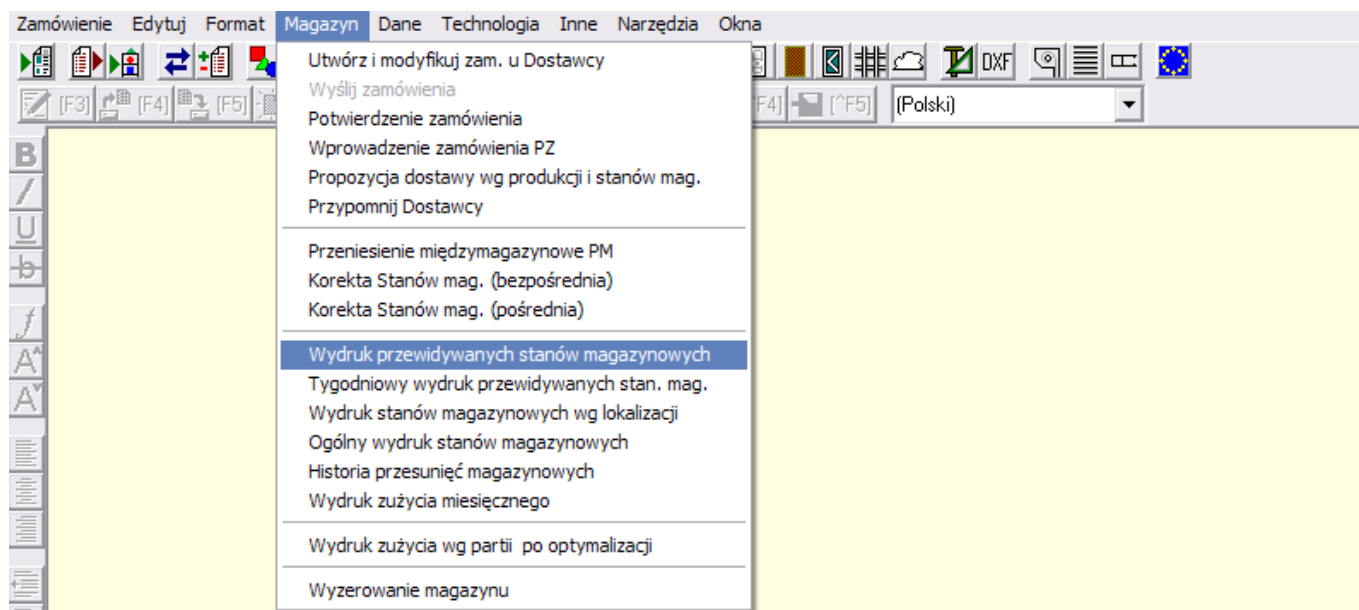 Zamówienie Edytuj Format Magazyn Dane Technologia Inne Narzędzia Okna
DXF
[F3] [F4] [F5] F4] [^F5] (Polski)
Utwórz i modyfikuj zam. u Dostawcy
Wyślij zamówienia
Potwierdzenie zamówienia
Wprowadzenie zamówienia PZ
Propozycja dostawy wg produkcji i stanów mag.
Przypomnij Dostawcy
Przeniesienie międzymagazynowe PM
Korekta Stanów mag. (bezpośrednia)
Korekta Stanów mag. (pośrednia)
Wydruk przewidywanych stanów magazynowych
Tygodniowy wydruk przewidywanych stan. mag.
Wydruk stanów magazynowych wg lokalizacji
Ogólny wydruk stanów magazynowych
Historia przesunięć magazynowych
Wydruk zużycia miesięcznego
Wydruk zużycia wg partii po optymalizacji
Wyzerowanie magazynu
B
I
U
b
f
A
A